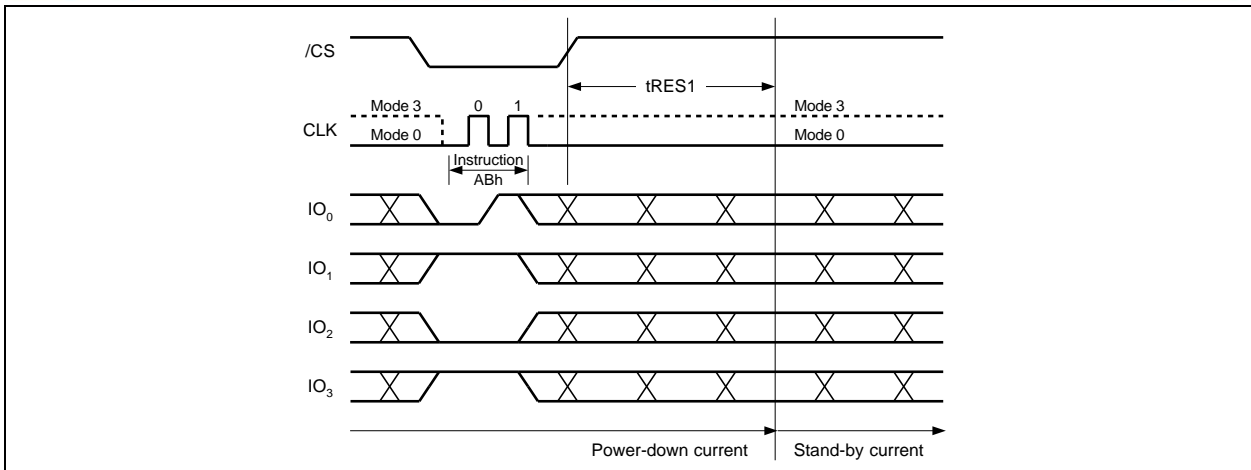 /CS
tRES1
Mode 3 0 1 Mode 3
CLK
Mode 0 Mode 0
Instruction
ABh
IO0
IO1
IO2
IO3
Power-down current Stand-by current